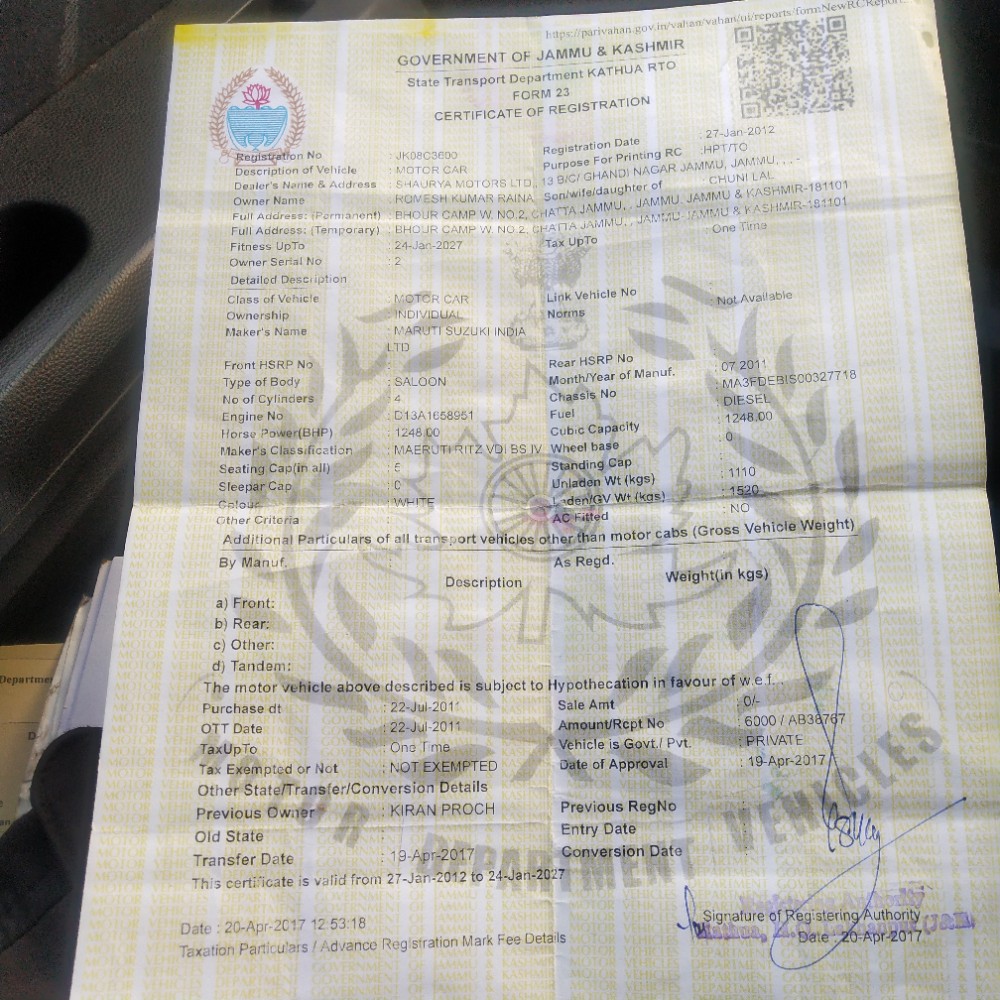 https://parivahan.gov.in/vahan/vahan/ui/reports/formNewRCReport..
GOVERNMENT OF JAMMU & KASHMIR
State Transport Department KATHUA RTO
FORM 23
CERTIFICATE OF REGISTRATION
Registration No : JK08C3600 Registration Date : 27-Jan-2012
Description of Vehicle : MOTOR CAR Purpose For Printing RC :HPT/TO
Dealer's Name & Address : SHAURYA MOTORS LTD, 13 B/C/ GHANDI NAGAR JAMMU, JAMMU, , , -
Owner Name : ROMESH KUMAR RAINA Son/wife/daughter of : CHUNI LAL
Full Address: (Permanent) : BHOUR CAMP W. NO 2, CHATTA JAMMU, , JAMMU, JAMMU & KASHMIR-181101
Full Address: (Temporary) : BHOUR CAMP W. NO 2, CHATTA JAMMU, , JAMMU, JAMMU & KASHMIR-181101
Fitness UpTo : 24-Jan-2027 Tax UpTo One Time
Owner Serial No : 2
Detailed Description
Class of Vehicle : MOTOR CAR Link Vehicle No
Ownership : INDIVIDUAL Norms Not Available
Maker's Name : MARUTI SUZUKI INDIA
LTD
Front HSRP No : Rear HSRP No
Type of Body : SALOON Month/Year of Manuf. : 07 2011
No of Cylinders : 4 Chassis No : MA3FDEBIS00327718
Engine No : D13A1658951 Fuel : DIESEL
Horse Power(BHP) : 1248.00 Cubic Capacity : 1248.00
Maker's Classification : MAERUTI RITZ VDI BS IV Wheel base : 0
Seating Cap(in all) : 5 Standing Cap
Sleepar Cap : 0 Unladen Wt (kgs) : 1110
Colour : WHITE Laden/GV Wt (kgs) : 1520
Other Criteria : AC Fitted : NO
Additional Particulars of all transport vehicles other than motor cabs (Gross Vehicle Weight)
By Manuf. As Regd.
Description Weight(in kgs)
a) Front:
b) Rear:
c) Other:
d) Tandem:
The motor vehicle above described is subject to Hypothecation in favour of w.e.f. .
Purchase dt : 22-Jul-2011 Sale Amt : 0/-
OTT Date : 22-Jul-2011 Amount/Rcpt No : 6000 / AB38767
TaxUpTo : One Time Vehicle is Govt./ Pvt. : PRIVATE
Tax Exempted or Not : NOT EXEMPTED Date of Approval : 19-Apr-2017
Other State/Transfer/Conversion Details
Previous Owner : KIRAN PROCH Previous RegNo :
Old State : Entry Date :
Transfer Date : 19-Apr-2017 Conversion Date :
This certificate is valid from 27-Jan-2012 to 24-Jan-2027
Date : 20-Apr-2017 12:53:18
Signature of Registering Authority
Date : 20-Apr-2017
Taxation Particulars / Advance Registration Mark Fee Details
MOTOR VEHICLES DEPARTMENT
Departme